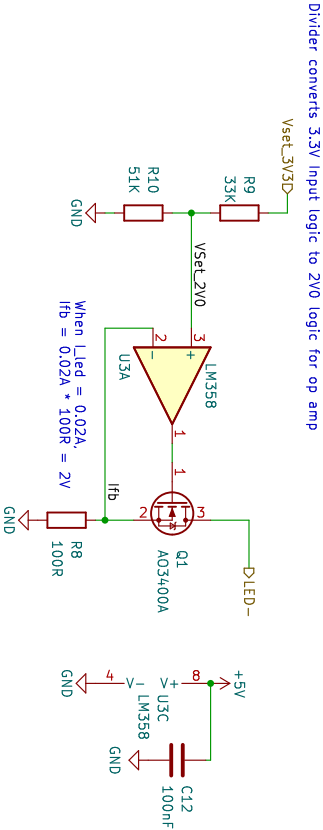 Divider converts 3.3V Input logic to 2V0 logic for op amp
Vset_3V3
R9
33K
R10
51K
GND
VSet_2V0
3
+
2
-
1
LM358
U3A
When I_led = 0.02A,
Ifb = 0.02A * 100R = 2V
Ifb
1
3
2
Q1
AO3400A
LED-
R8
100R
GND
+5V
8
V+
U3C
LM358
V-
4
GND
C12
100nF
GND